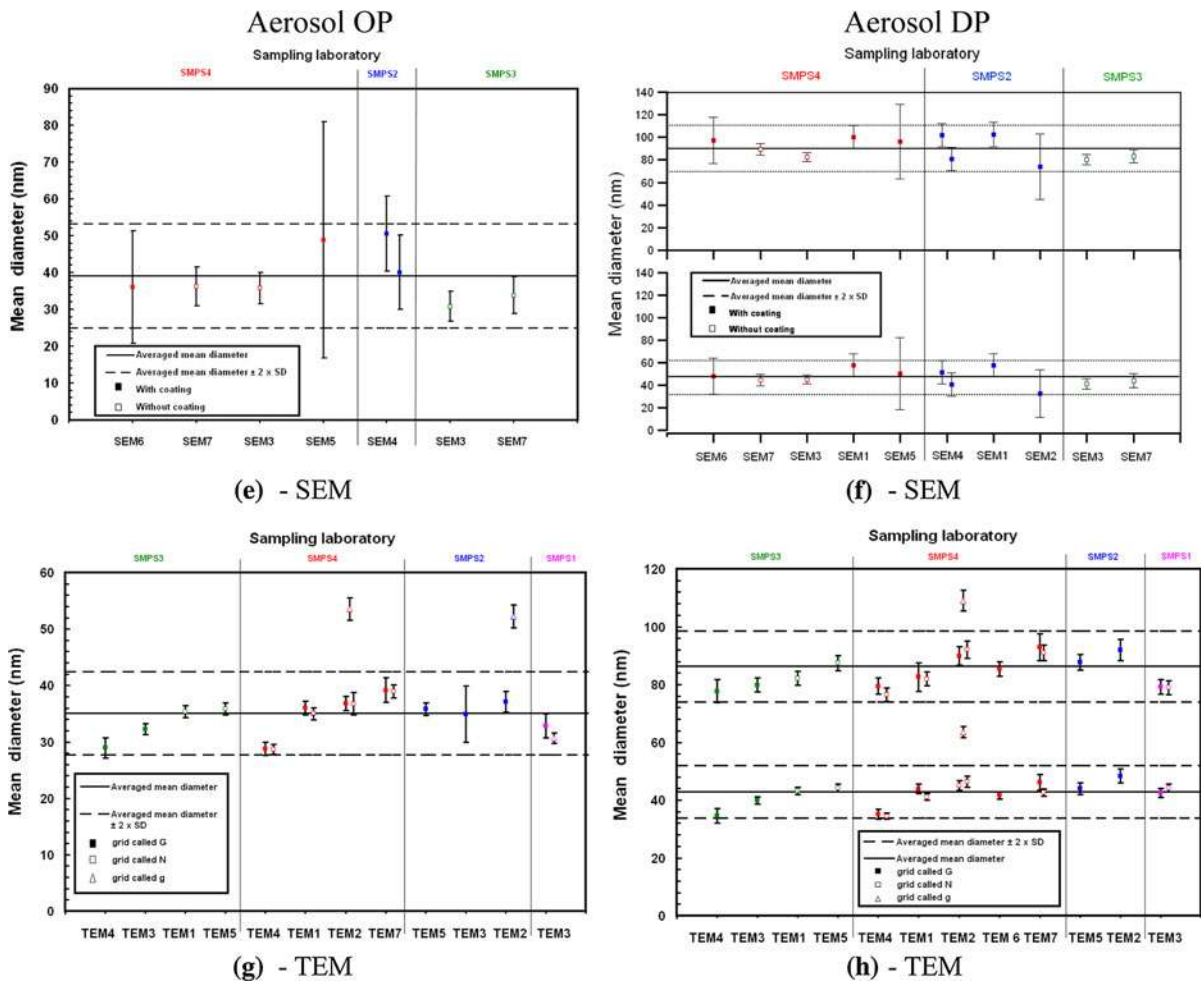 Aerosol OP
Aerosol DP
Sampling laboratory
SMPS4 SMPS2 SMPS3
90
80
70
60
50
40
30
20
10
0
Mean diameter (nm)
Averaged mean diameter
Averaged mean diameter ± 2 x SD
With coating
Without coating
SEM6 SEM7 SEM3 SEM5 SEM4 SEM3 SEM7
(e) - SEM
Sampling laboratory
SMPS4 SMPS2 SMPS3
140
120
100
80
60
40
20
0
140
120
100
80
60
40
20
0
Mean diameter (nm)
Averaged mean diameter
Averaged mean diameter ± 2 x SD
With coating
Without coating
SEM6 SEM7 SEM3 SEM1 SEM5 SEM4 SEM1 SEM2 SEM3 SEM7
(f) - SEM
Sampling laboratory
SMPS3 SMPS4 SMPS2 SMPS1
60
50
40
30
20
10
0
Mean diameter (nm)
Averaged mean diameter
Averaged mean diameter
± 2 x SD
grid called G
grid called N
grid called g
TEM4 TEM3 TEM1 TEM5 TEM4 TEM1 TEM2 TEM7 TEM5 TEM3 TEM2 TEM3
(g) - TEM
Sampling laboratory
SMPS3 SMPS4 SMPS2 SMPS1
120
100
80
60
40
20
0
Mean diameter (nm)
Averaged mean diameter ± 2 x SD
Averaged mean diameter
grid called G
grid called N
grid called g
TEM4 TEM3 TEM1 TEM5 TEM4 TEM1 TEM2 TEM 6 TEM7 TEM5 TEM2 TEM3
(h) - TEM